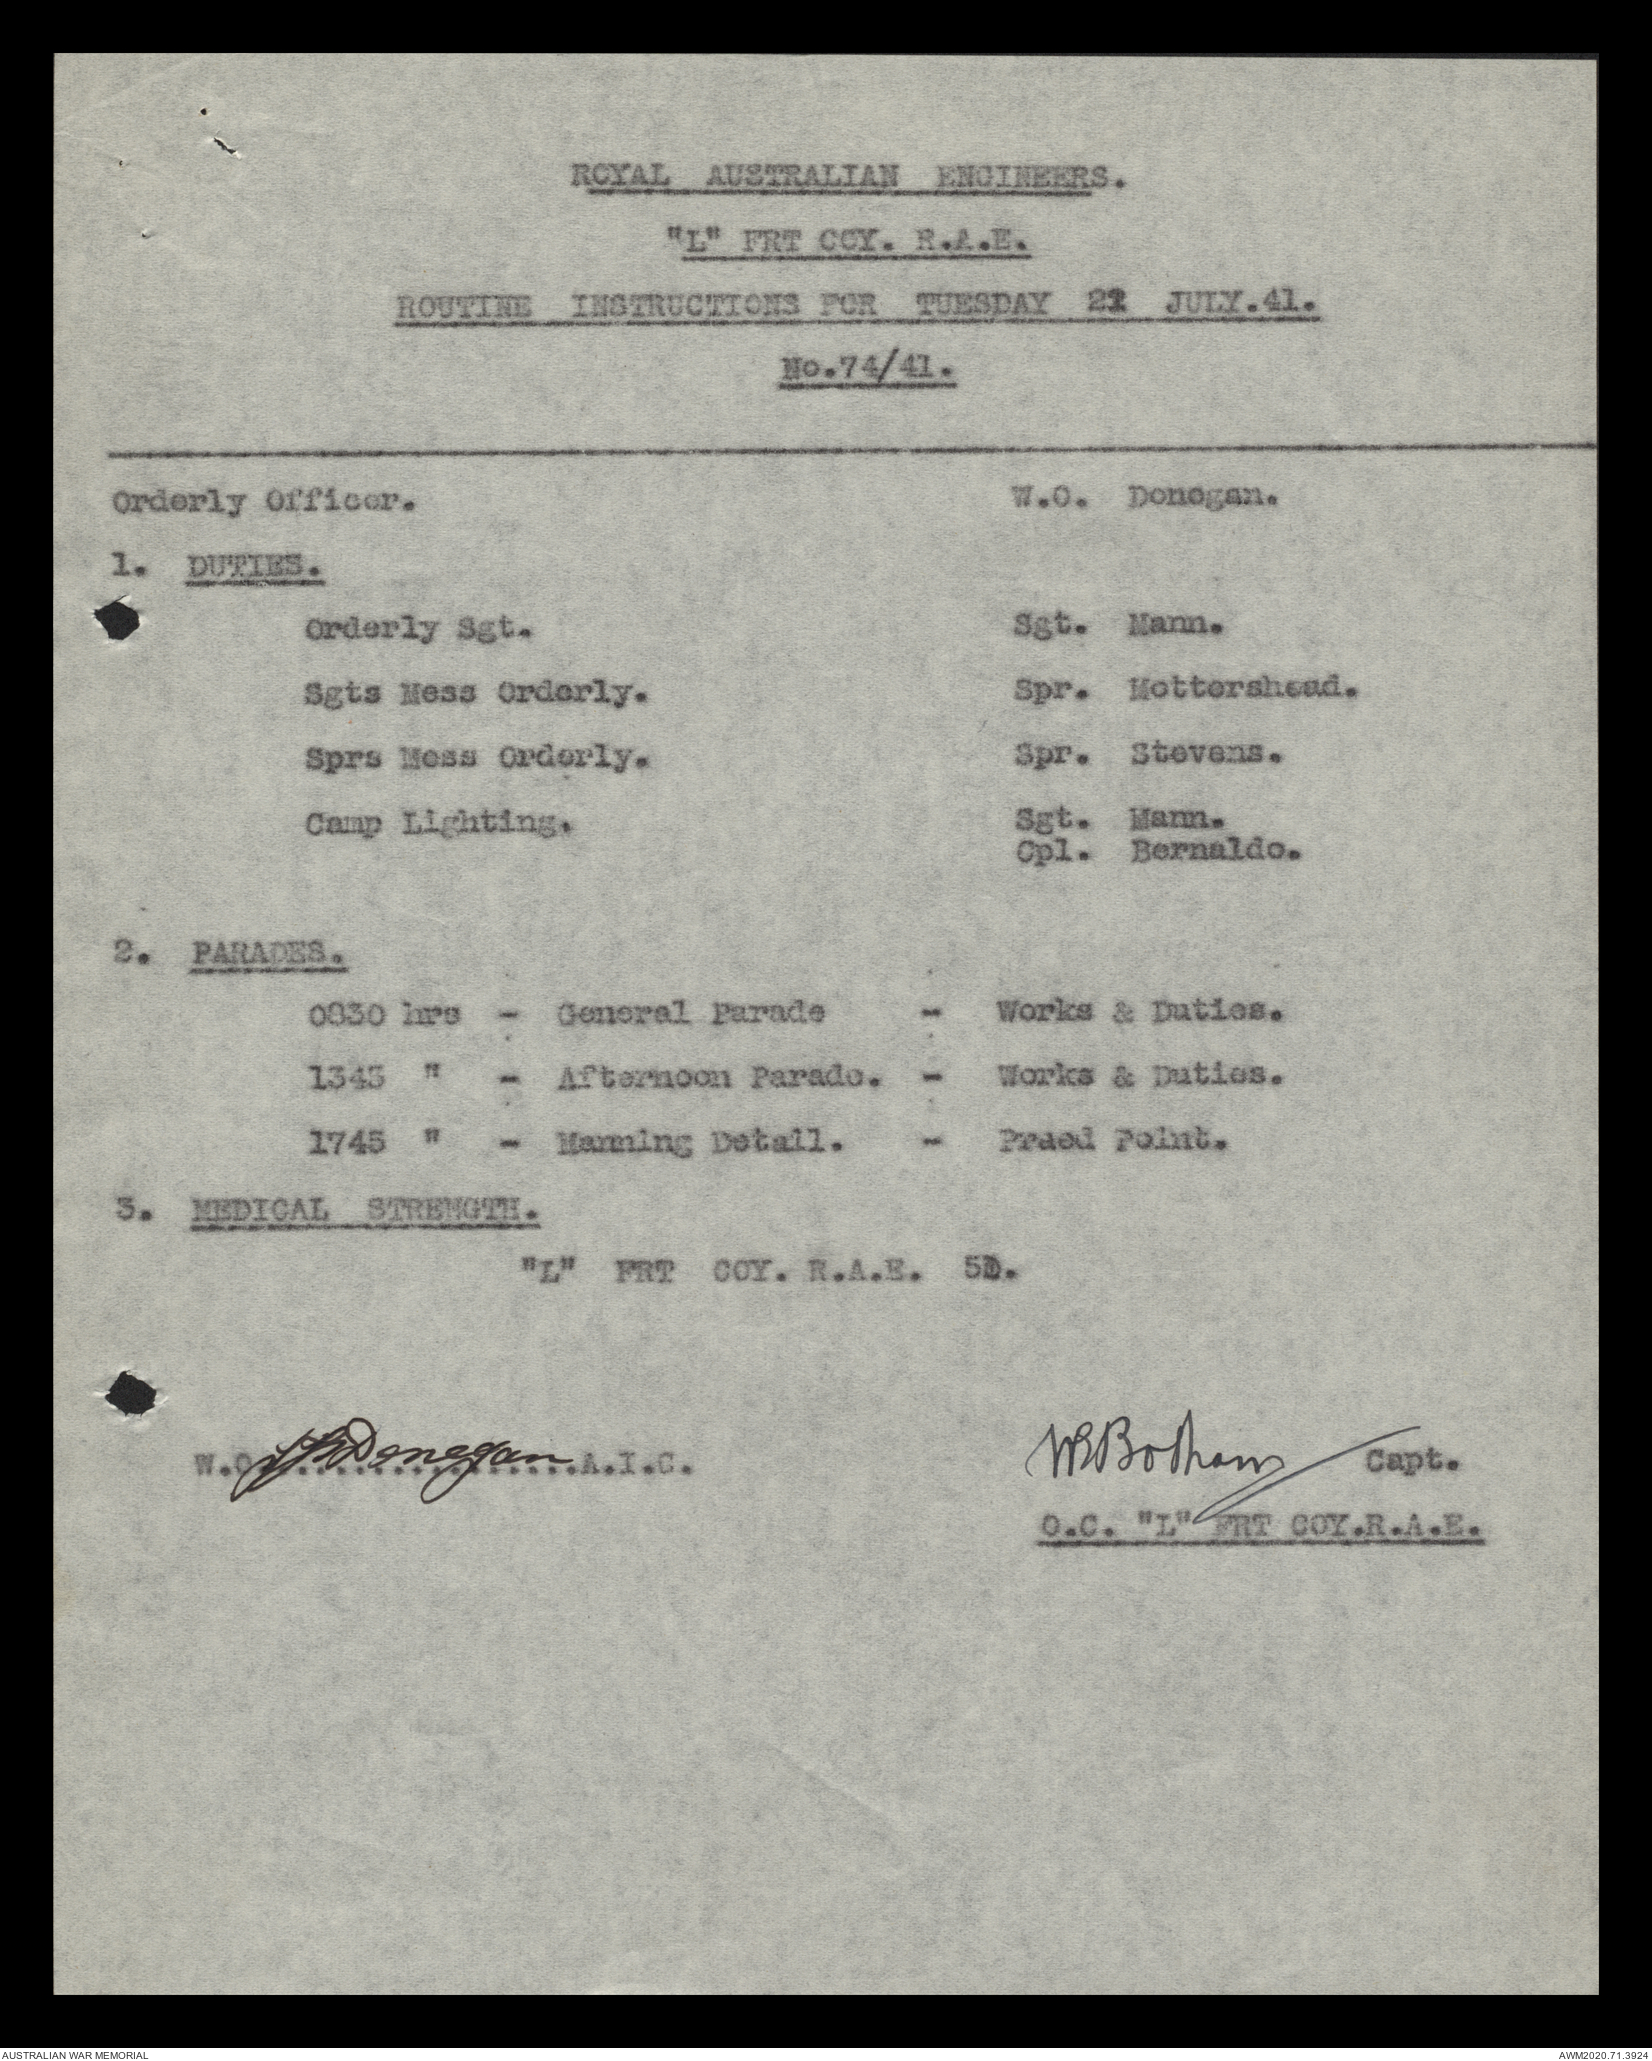 ROYAL AUSTRALIAN ENGINEERS.
"L" FRT COY. R.A.E.
ROUTINE INSTRUCTIONS FOR TUESDAY 22 JULY.41.
No.74/41.
Orderly Officer. W.O. Donegan.
1. DUTIES.
Orderly Sgt. Sgt. Mann.
Sgts Mess Orderly. Spr. Mottershead.
Sprs Mess Orderly. Spr. Stevens.
Camp Lighting. Sgt. Mann.
Cpl. Bernaldo.
2. PARADES.
0830 hrs - General Parade - Works & Duties.
1345 " - Afternoon Parade. - Works & Duties.
1745 " - Manning Detail. - Praed Point.
3. MEDICAL STRENGTH.
"L" FRT COY. R.A.E.
W.O. Donegan A.I.C.
WEBotham Capt.
O.C. "L" FRT COY.R.A.E.
AUSTRALIAN WAR MEMORIAL AWM2020.71.3924